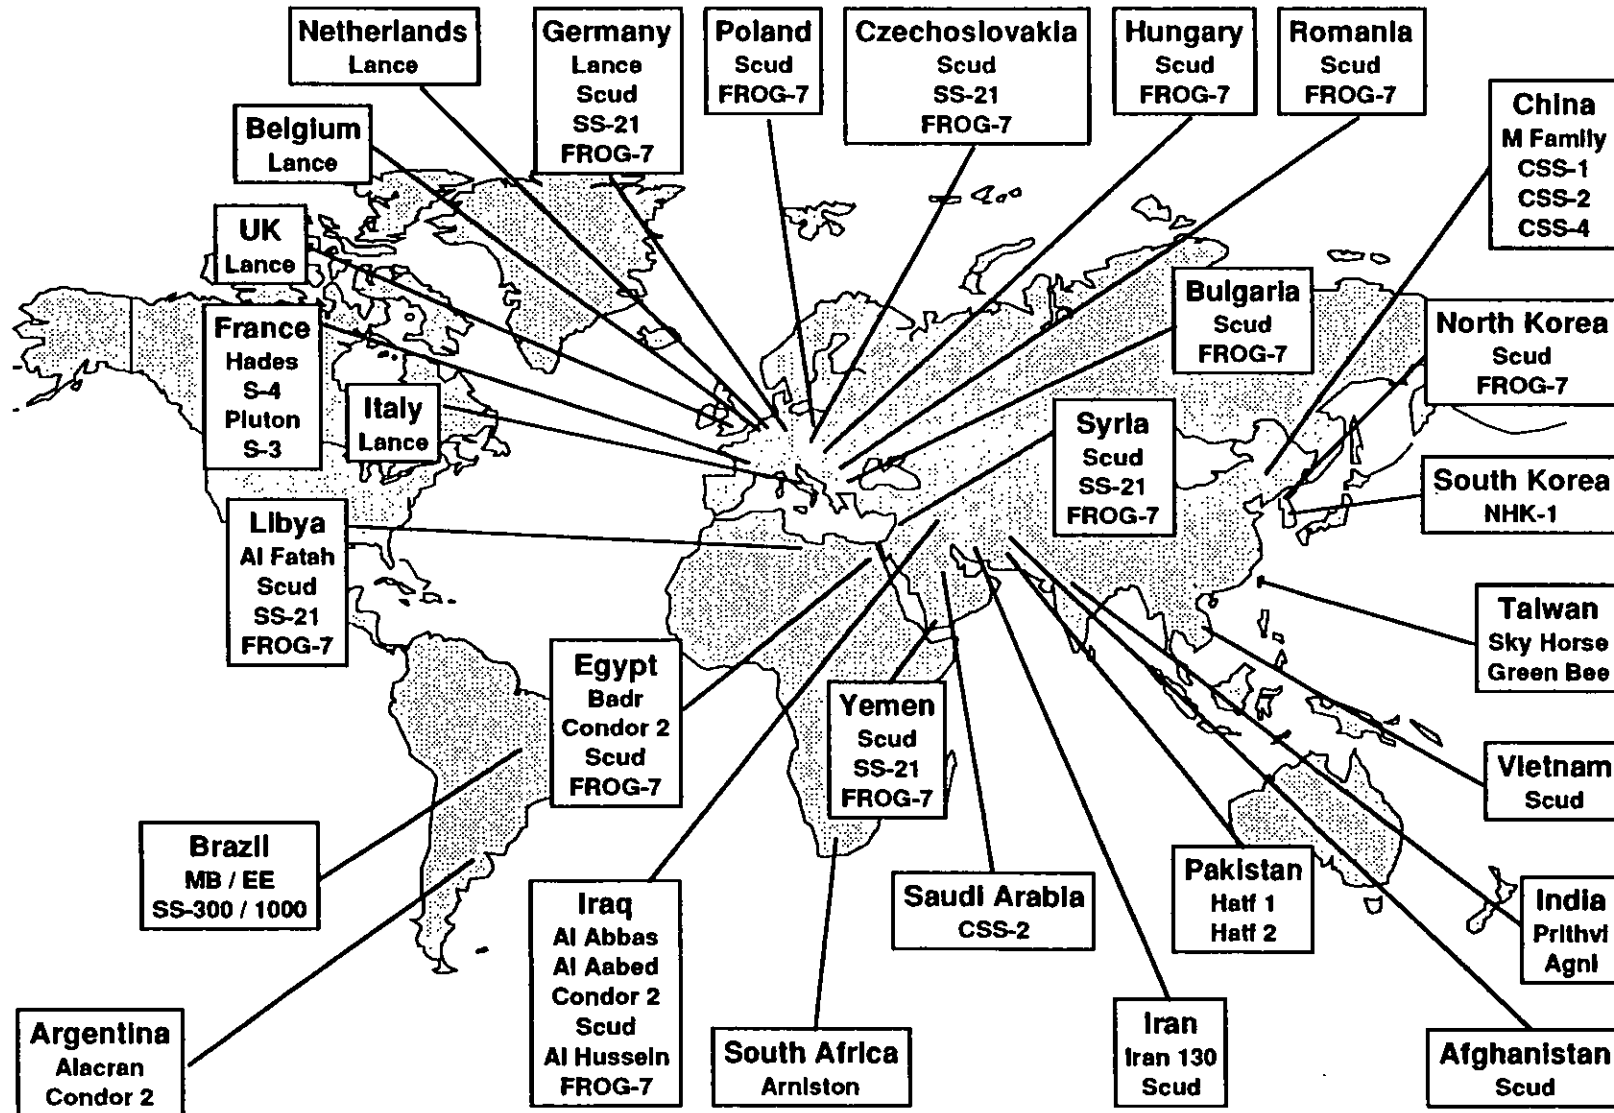 Netherlands
Lance
Germany
Lance
Scud
SS-21
FROG-7
Poland
Scud
FROG-7
Czechoslovakia
Scud
SS-21
FROG-7
Hungary
Scud
FROG-7
Romania
Scud
FROG-7
China
M Family
CSS-1
CSS-2
CSS-4
Belgium
Lance
UK
Lance
France
Hades
S-4
Pluton
S-3
Italy
Lance
Bulgaria
Scud
FROG-7
North Korea
Scud
FROG-7
Syria
Scud
SS-21
FROG-7
South Korea
NHK-1
Libya
Al Fatah
Scud
SS-21
FROG-7
Taiwan
Sky Horse
Green Bee
Egypt
Badr
Condor 2
Scud
FROG-7
Yemen
Scud
SS-21
FROG-7
Vietnam
Scud
Brazil
MB / EE
SS-300 / 1000
Iraq
Al Abbas
Al Aabed
Condor 2
Scud
Al Hussein
FROG-7
Saudi Arabia
CSS-2
Pakistan
Hatf 1
Hatf 2
India
Prithvi
Agni
Argentina
Alacran
Condor 2
South Africa
Arniston
Iran
Iran 130
Scud
Afghanistan
Scud